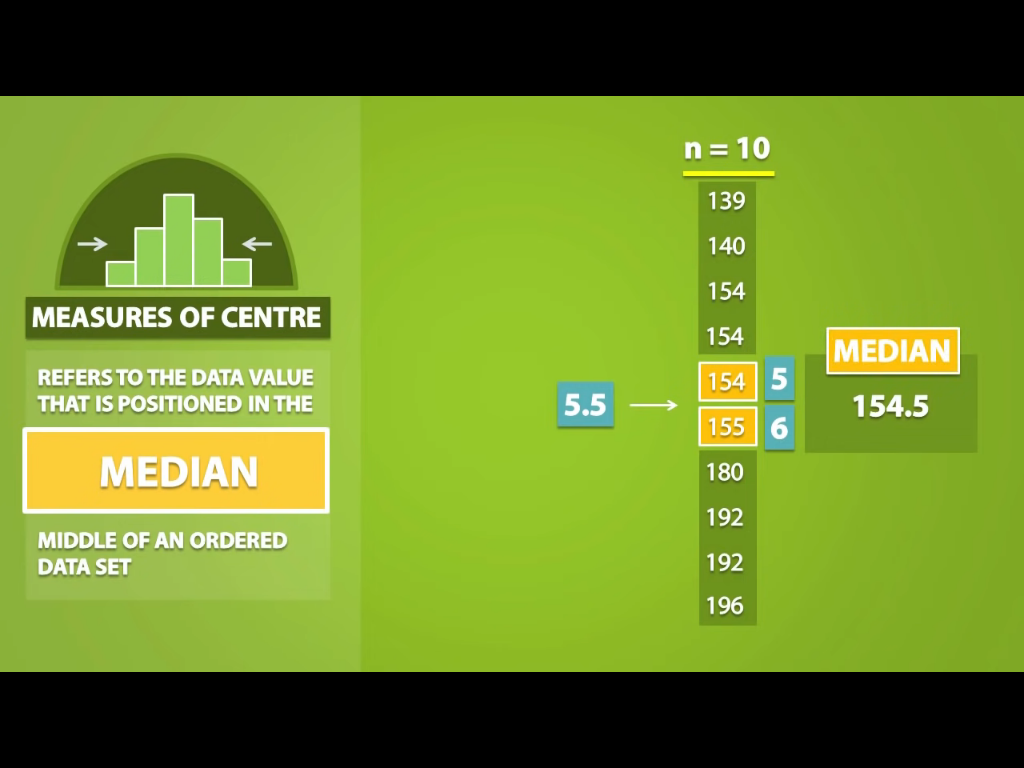 MEASURES OF CENTRE
REFERS TO THE DATA VALUE
THAT IS POSITIONED IN THE
MEDIAN
MIDDLE OF AN ORDERED
DATA SET
n = 10
139
140
154
154
5.5
154 5
155 6
180
192
192
196
MEDIAN
154.5